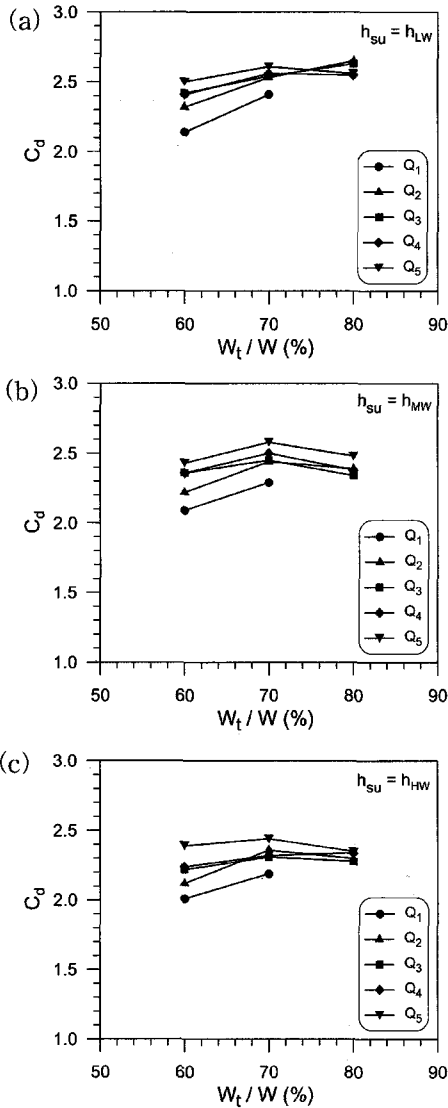 (a)
h_su = h_LW
3.0
2.5
2.0
1.5
1.0
C_d
Q_1
Q_2
Q_3
Q_4
Q_5
50 60 70 80 90
W_t / W (%)
(b)
h_su = h_MW
3.0
2.5
2.0
1.5
1.0
C_d
Q_1
Q_2
Q_3
Q_4
Q_5
50 60 70 80 90
W_t / W (%)
(c)
h_su = h_HW
3.0
2.5
2.0
1.5
1.0
C_d
Q_1
Q_2
Q_3
Q_4
Q_5
50 60 70 80 90
W_t / W (%)